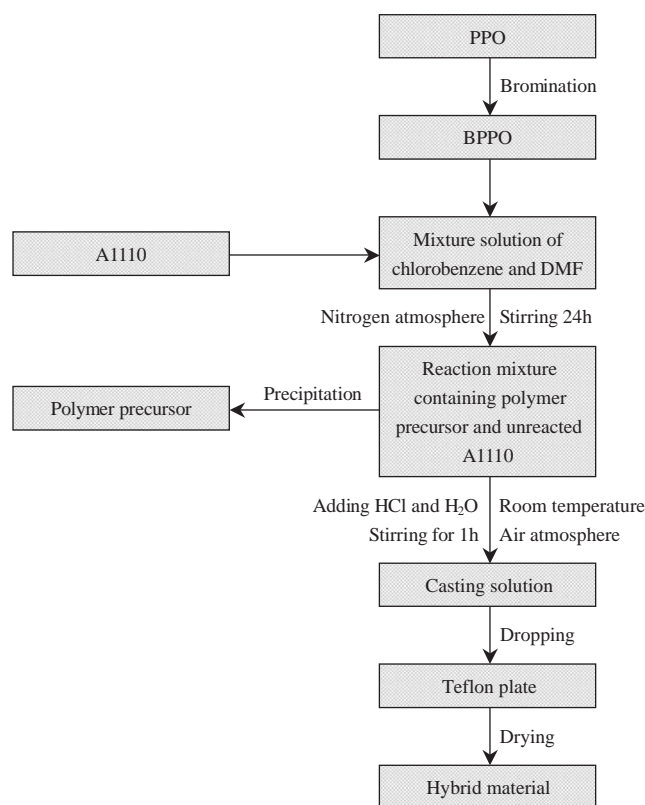 PPO
Bromination
BPPO
A1110
Mixture solution of
chlorobenzene and DMF
Nitrogen atmosphere
Stirring 24h
Polymer precursor
Precipitation
Reaction mixture
containing polymer
precursor and unreacted
A1110
Adding HCl and H₂O
Stirring for 1h
Room temperature
Air atmosphere
Casting solution
Dropping
Teflon plate
Drying
Hybrid material